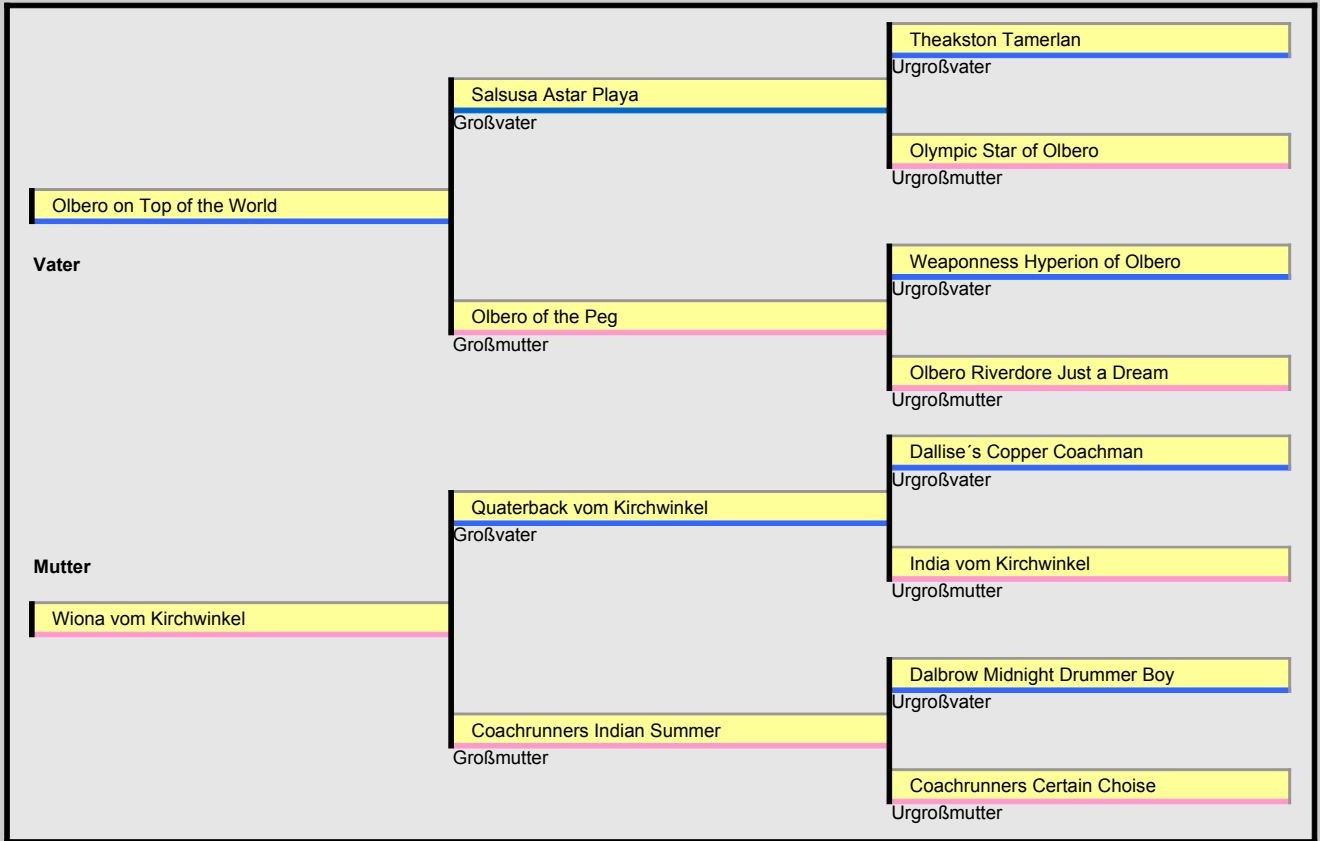 Theakston Tamerlan
Urgroßvater
Salsusa Astar Playa
Großvater
Olympic Star of Olbero
Urgroßmutter
Olbero on Top of the World
Vater
Weaponness Hyperion of Olbero
Urgroßvater
Olbero of the Peg
Großmutter
Olbero Riverdore Just a Dream
Urgroßmutter
Dallise´s Copper Coachman
Urgroßvater
Quaterback vom Kirchwinkel
Großvater
India vom Kirchwinkel
Urgroßmutter
Mutter
Wiona vom Kirchwinkel
Dalbrow Midnight Drummer Boy
Urgroßvater
Coachrunners Indian Summer
Großmutter
Coachrunners Certain Choise
Urgroßmutter